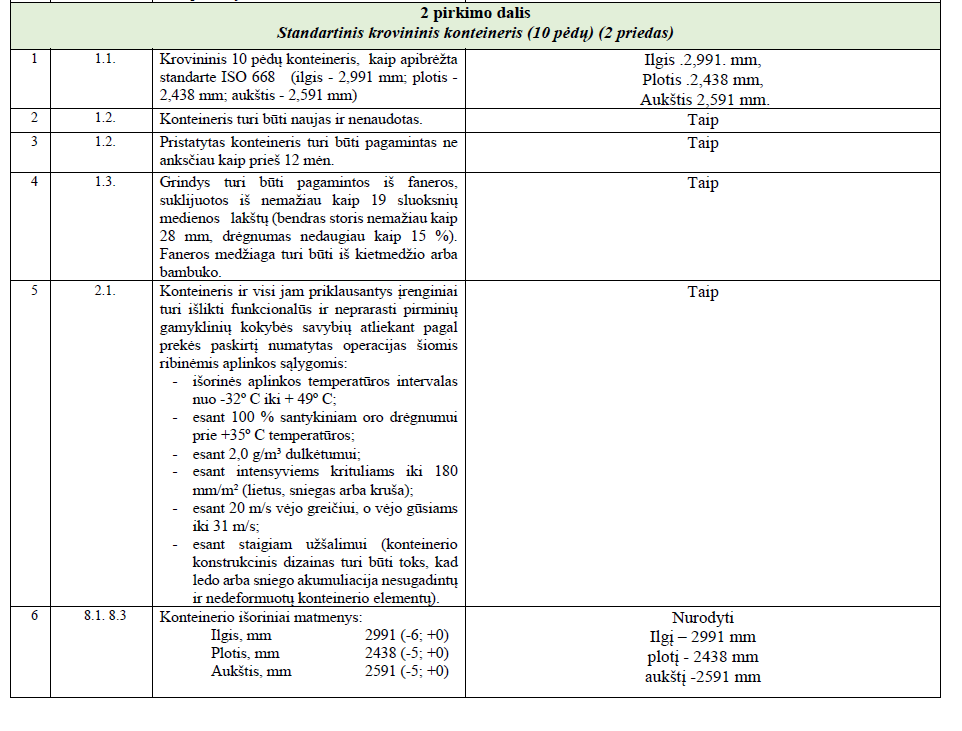 2 pirkimo dalis
Standartinis krovininis konteineris (10 pėdų) (2 priedas)
1 1.1. Krovininis 10 pėdų konteineris, kaip apibrėžta
standarte ISO 668 (ilgis - 2,991 mm; plotis -
2,438 mm; aukštis - 2,591 mm)
Ilgis .2,991. mm,
Plotis .2,438 mm,
Aukštis 2,591 mm.
2 1.2. Konteineris turi būti naujas ir nenaudotas. Taip
3 1.2. Pristatytas konteineris turi būti pagamintas ne
anksčiau kaip prieš 12 mėn.
Taip
4 1.3. Grindys turi būti pagamintos iš faneros,
suklijuotos iš nemažiau kaip 19 sluoksnių
medienos lakštų (bendras storis nemažiau kaip
28 mm, drėgnumas nedaugiau kaip 15 %).
Faneros medžiaga turi būti iš kietmedžio arba
bambuko.
Taip
5 2.1. Konteineris ir visi jam priklausantys įrenginiai
turi išlikti funkcionalūs ir neprarasti pirminių
gamyklinių kokybės savybių atliekant pagal
prekės paskirtį numatytas operacijas šiomis
ribinėmis aplinkos sąlygomis:
- išorinės aplinkos temperatūros intervalas
nuo -32º C iki + 49º C;
- esant 100 % santykiniam oro drėgnumui
prie +35º C temperatūros;
- esant 2,0 g/m³ dulkėtumui;
- esant intensyviems krituliams iki 180
mm/m² (lietus, sniegas arba kruša);
- esant 20 m/s vėjo greičiui, o vėjo gūsiams
iki 31 m/s;
- esant staigiam užšalimui (konteinerio
konstrukcinis dizainas turi būti toks, kad
ledo arba sniego akumuliacija nesugadintų
ir nedeformuotų konteinerio elementų).
Taip
6 8.1. 8.3 Konteinerio išoriniai matmenys:
Ilgis, mm 2991 (-6; +0)
Plotis, mm 2438 (-5; +0)
Aukštis, mm 2591 (-5; +0)
Nurodyti
Ilgį – 2991 mm
plotį - 2438 mm
aukštį -2591 mm